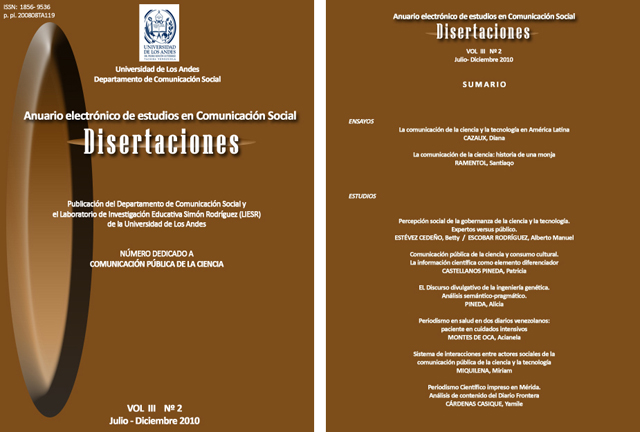 ISSN: 1856- 9536
p. pi. 200808TA119
UNIVERSIDAD
DE LOS ANDES
Universidad de Los Andes
Departamento de Comunicación Social
Anuario electrónico de estudios en Comunicación Social
Disertaciones
Publicación del Departamento de Comunicación Social y
el Laboratorio de Investigación Educativa Simón Rodríguez (LIESR)
de la Universidad de Los Andes
NÚMERO DEDICADO A
COMUNICACIÓN PÚBLICA DE LA CIENCIA
VOL III Nº 2
Julio - Diciembre 2010
Anuario electrónico de estudios en Comunicación Social
Disertaciones
VOL III Nº 2
Julio- Diciembre 2010
SUMARIO
ENSAYOS
La comunicación de la ciencia y la tecnología en América Latina
CAZAUX, Diana
La comunicación de la ciencia: historia de una monja
RAMENTOL, Santiago
ESTUDIOS
Percepción social de la gobernanza de la ciencia y la tecnología.
Expertos versus público.
ESTÉVEZ CEDEÑO, Betty / ESCOBAR RODRÍGUEZ, Alberto Manuel
Comunicación pública de la ciencia y consumo cultural.
La información científica como elemento diferenciador
CASTELLANOS PINEDA, Patricia
EL Discurso divulgativo de la ingeniería genética.
Análisis semántico-pragmático.
PINEDA, Alicia
Periodismo en salud en dos diarios venezolanos:
paciente en cuidados intensivos
MONTES DE OCA, Acianela
Sistema de interacciones entre actores sociales de la
comunicación pública de la ciencia y la tecnología
MIQUILENA, Miriam
Periodismo Científico impreso en Mérida.
Análisis de contenido del Diario Frontera
CÁRDENAS CASIQUE, Yamile